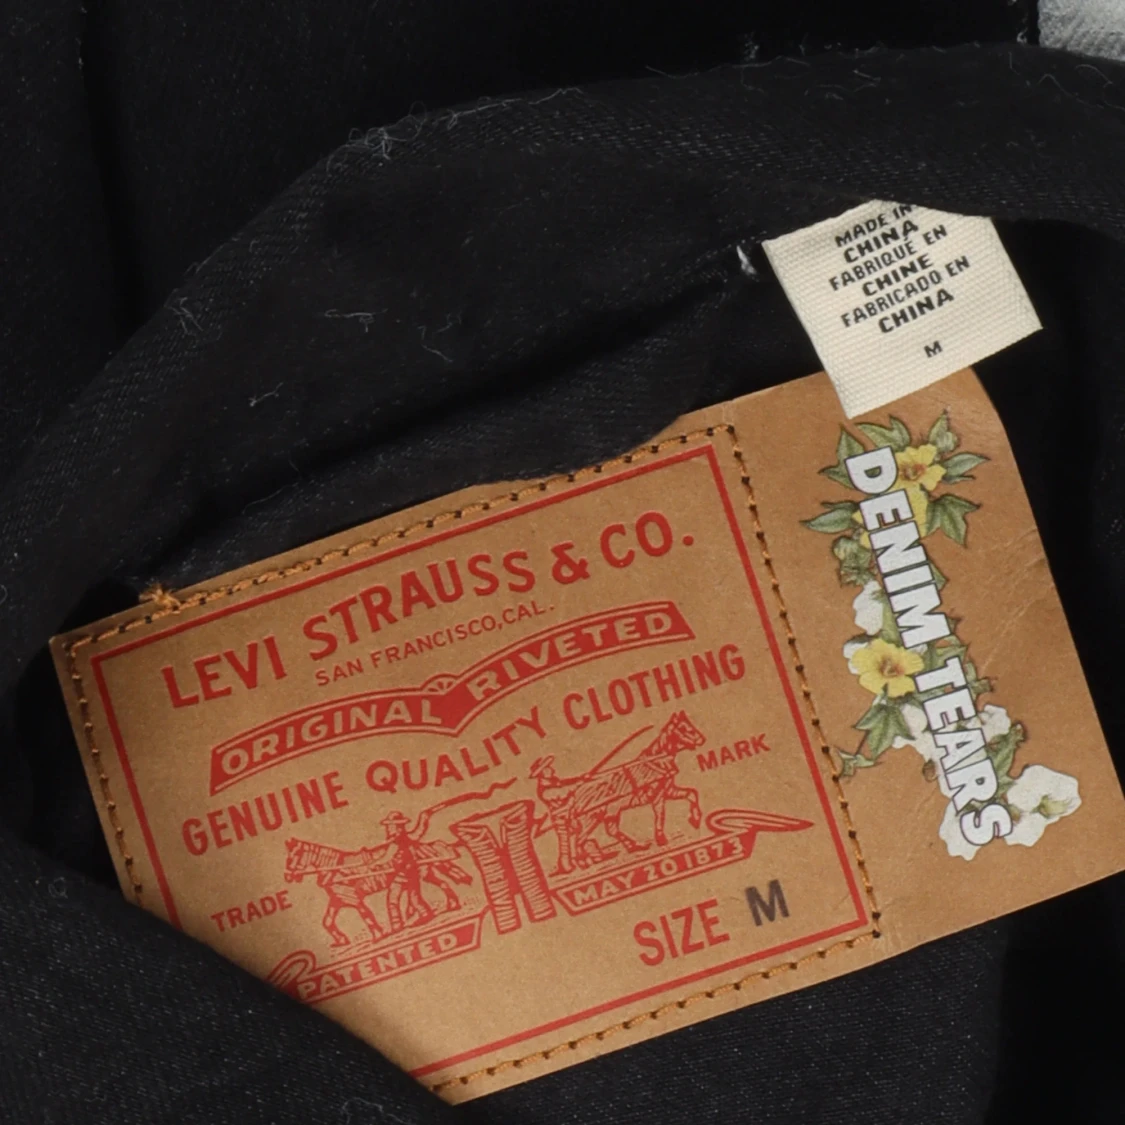 MADE IN
CHINA
FABRIQUÉ EN
CHINE
FABRICADO EN
CHINA
M
LEVI STRAUSS & CO.
SAN FRANCISCO, CAL.
ORIGINAL RIVETED
GENUINE QUALITY CLOTHING
TRADE MARK
PATENTED MAY 20 1873
SIZE M
DENIM TEARS